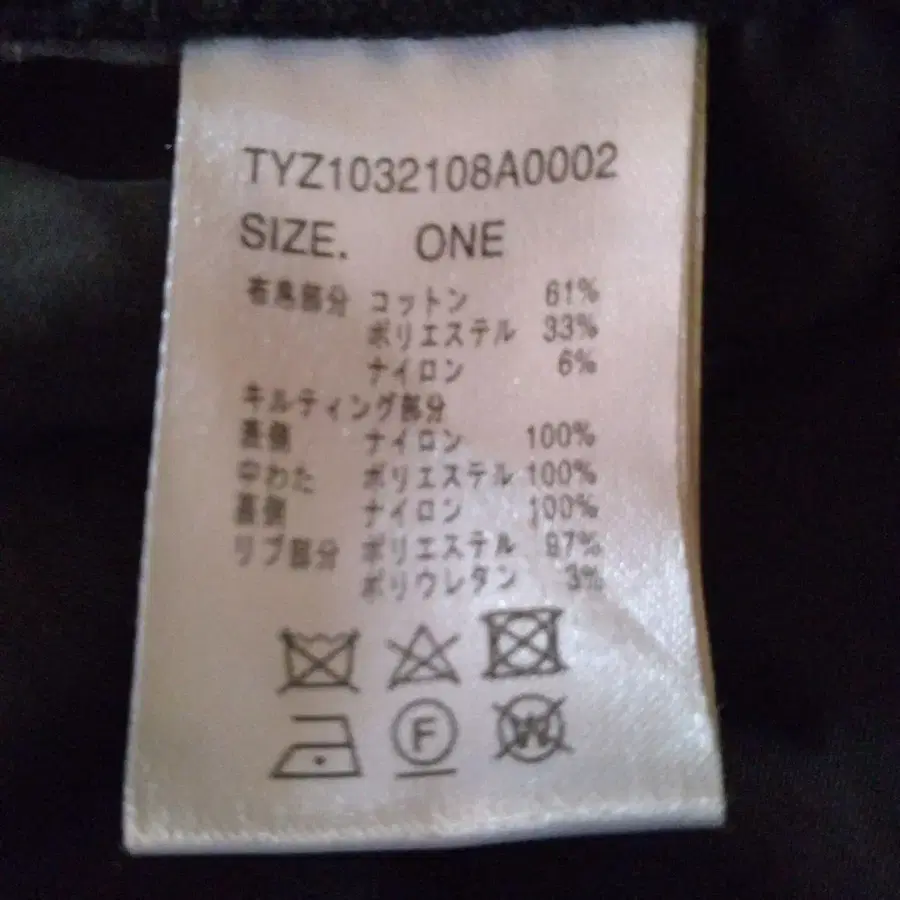 TYZ1032108A0002
SIZE. ONE
布帛部分 コットン 61%
ポリエステル 33%
ナイロン 6%
キルティング部分
表側 ナイロン 100%
中わた ポリエステル 100%
裏側 ナイロン 100%
リブ部分 ポリエステル 97%
ポリウレタン 3%
F W